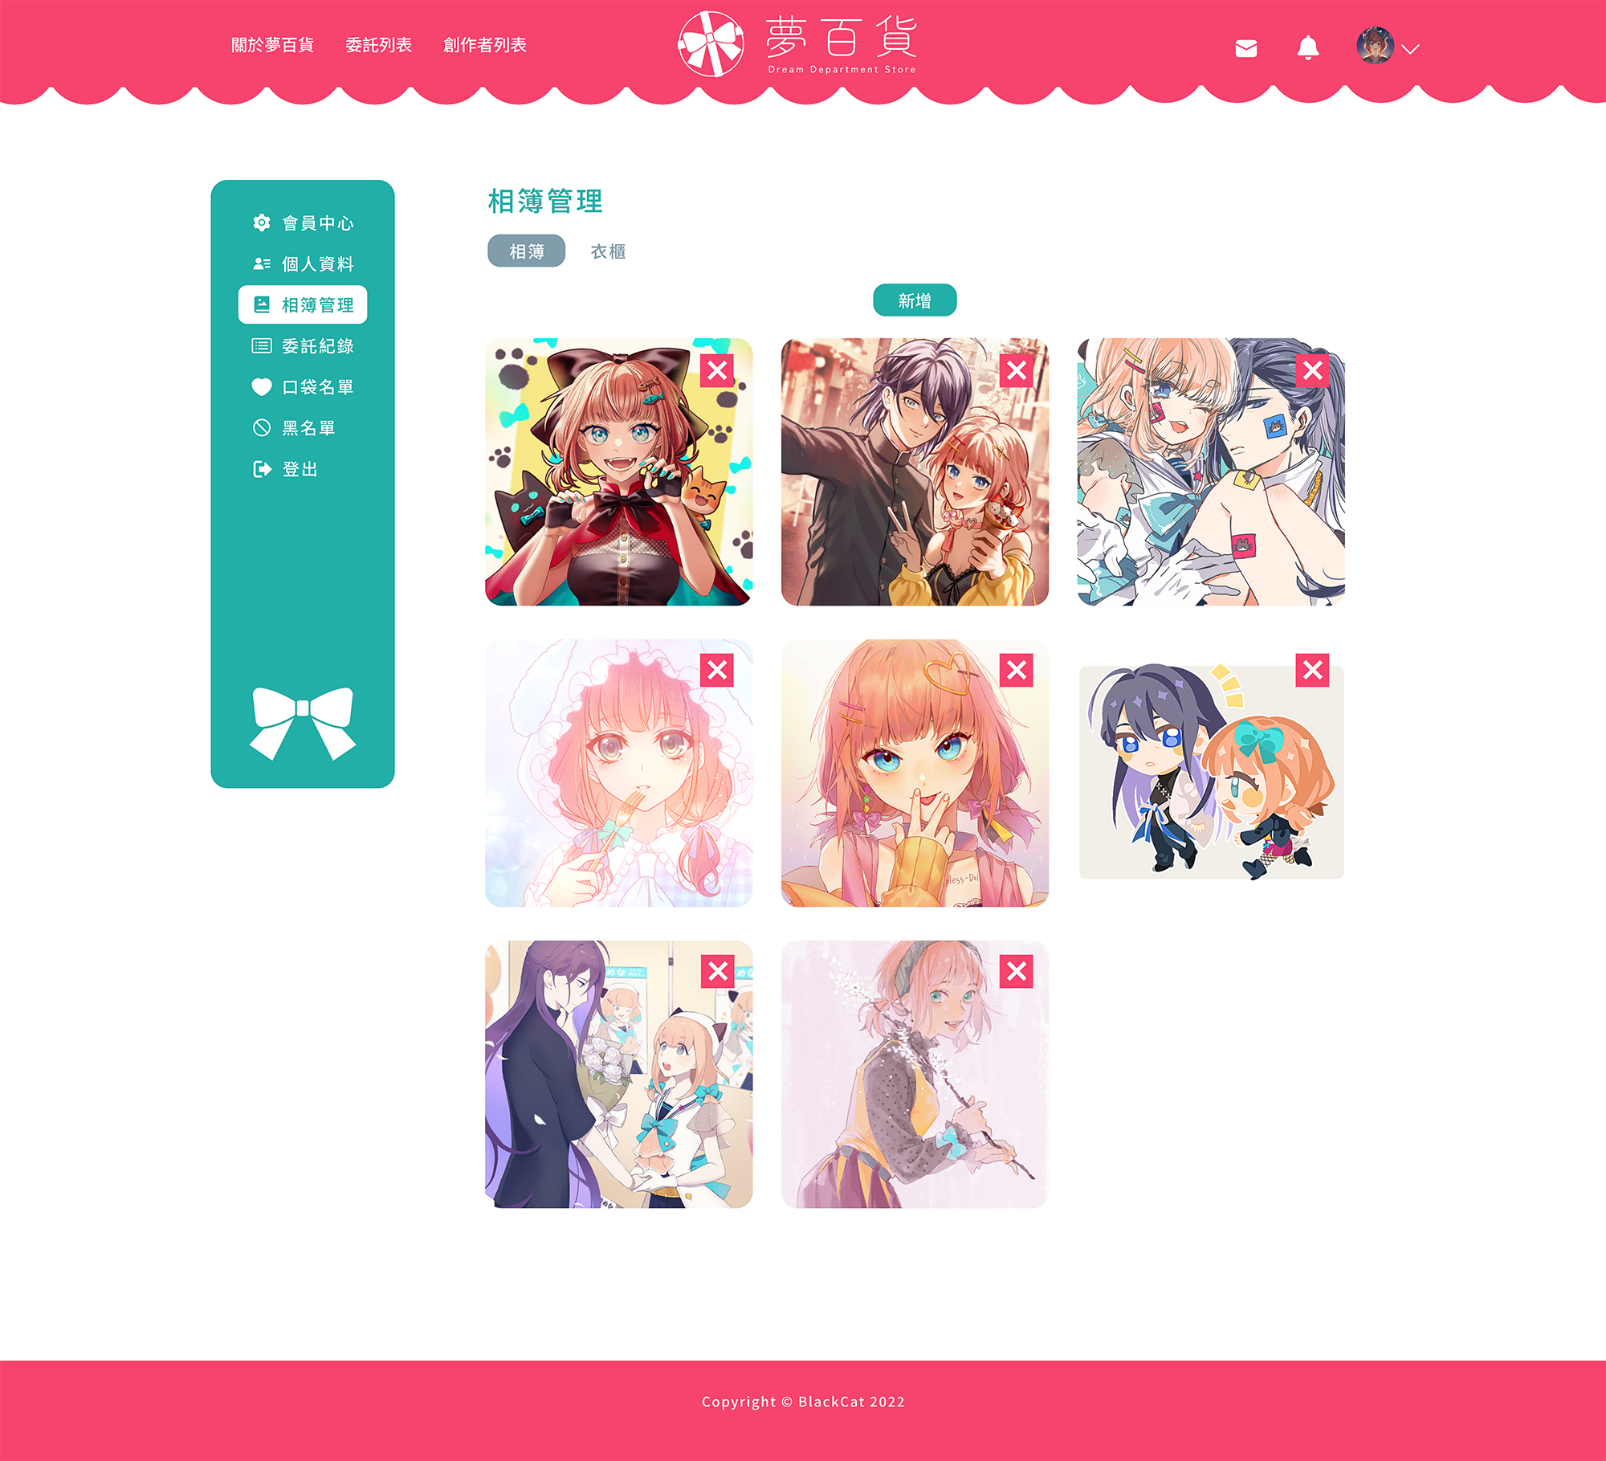 關於夢百貨 委託列表 創作者列表
夢百貨
Dream Department Store
會員中心
個人資料
相簿管理
委託紀錄
口袋名單
黑名單
登出
相簿管理
相簿 衣櫃
新增
Copyright © BlackCat 2022